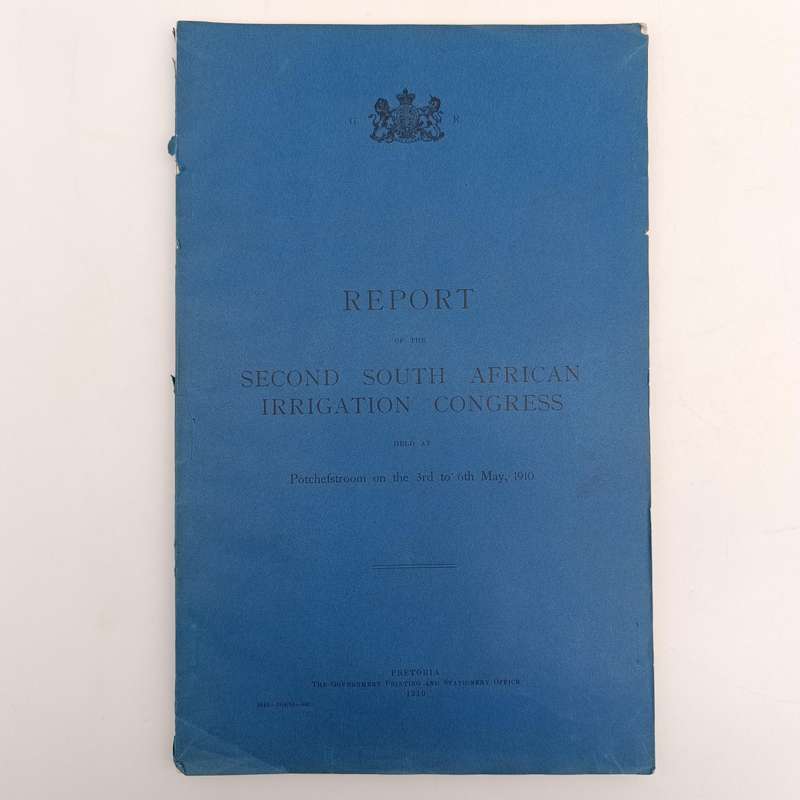 G R
REPORT
OF THE
SECOND SOUTH AFRICAN
IRRIGATION CONGRESS
HELD AT
Potchefstroom on the 3rd to 6th May, 1910
PRETORIA
The Government Printing and Stationery Office
1910